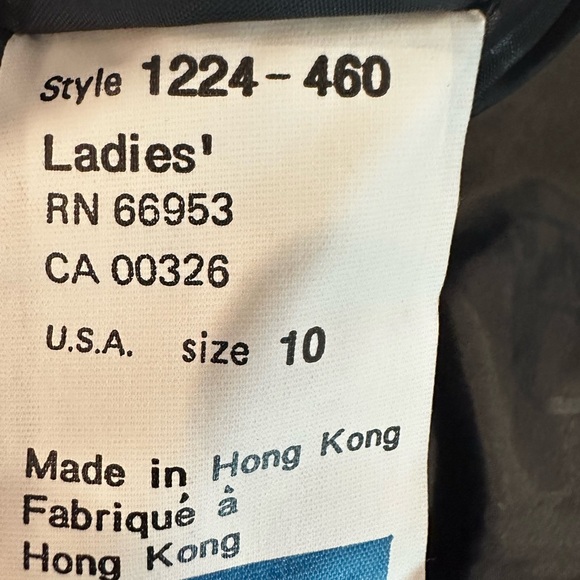 Style 1224-460
Ladies'
RN 66953
CA 00326
U.S.A. size 10
Made in Hong Kong
Fabriqué à
Hong Kong